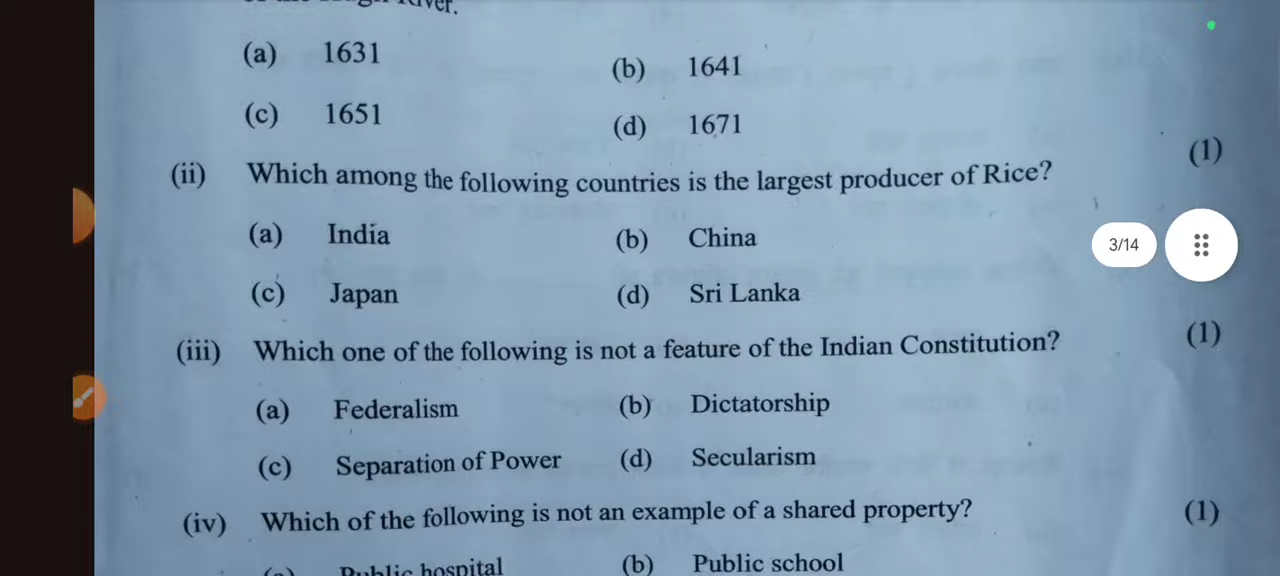 River.
(a) 1631 (b) 1641
(c) 1651 (d) 1671
(1)
(ii) Which among the following countries is the largest producer of Rice?
(a) India (b) China
3/14
(c) Japan (d) Sri Lanka
(iii) Which one of the following is not a feature of the Indian Constitution? (1)
(a) Federalism (b) Dictatorship
(c) Separation of Power (d) Secularism
(iv) Which of the following is not an example of a shared property? (1)
(a) Public hospital (b) Public school